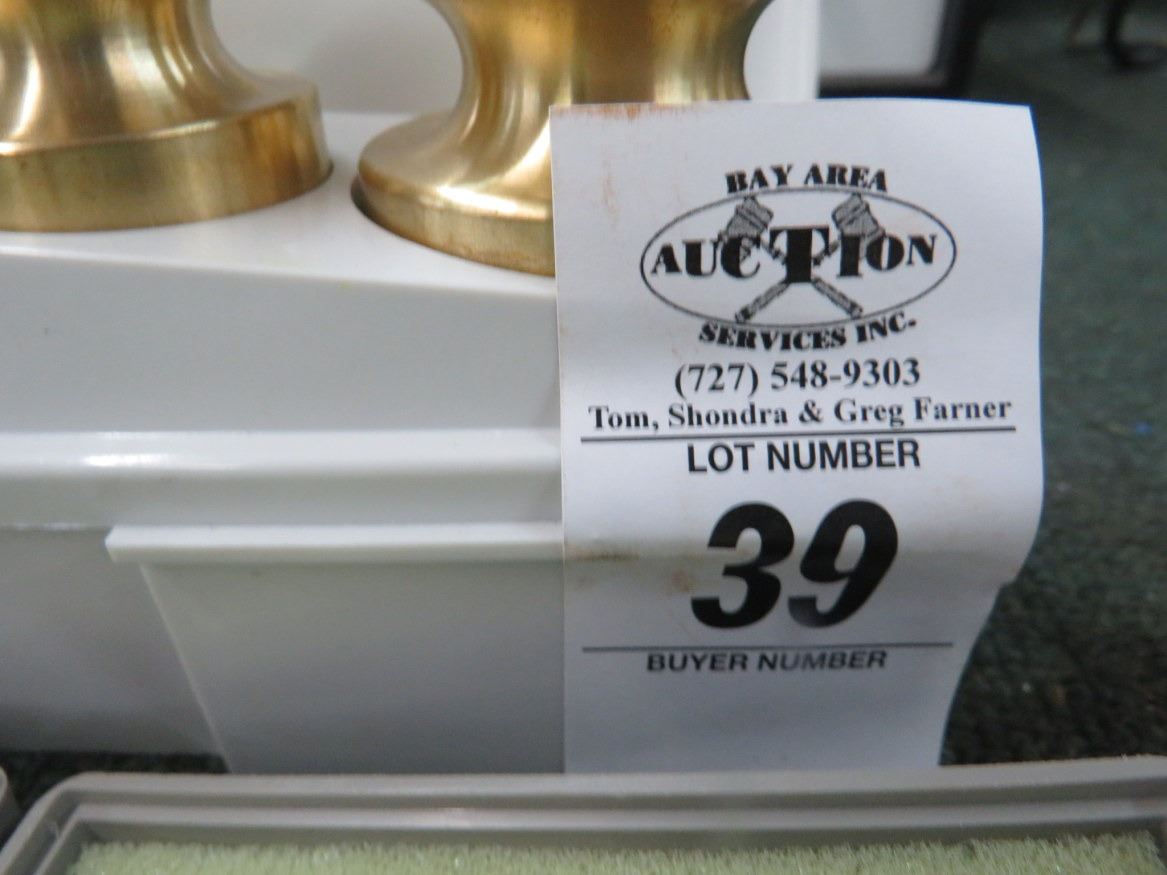 BAY AREA
AUCTION
SERVICES INC.
(727) 548-9303
Tom, Shondra & Greg Farner
LOT NUMBER
39
BUYER NUMBER